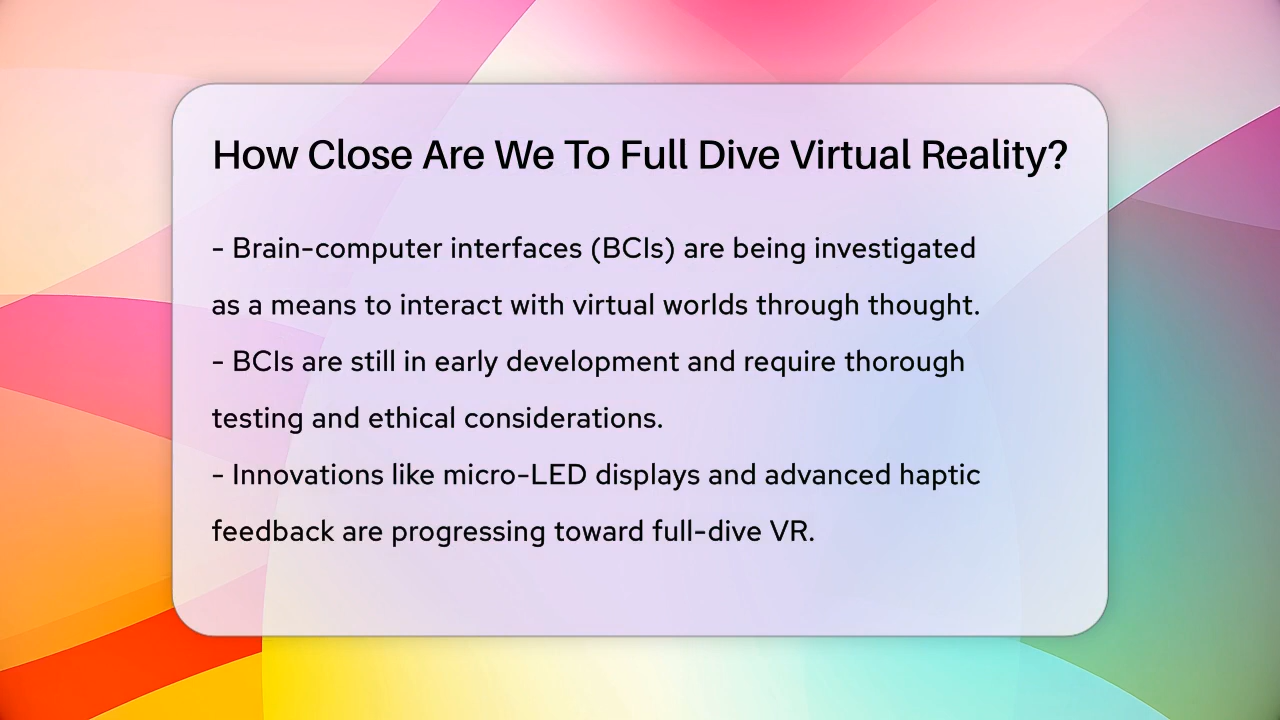 How Close Are We To Full Dive Virtual Reality?
- Brain-computer interfaces (BCIs) are being investigated
as a means to interact with virtual worlds through thought.
- BCIs are still in early development and require thorough
testing and ethical considerations.
- Innovations like micro-LED displays and advanced haptic
feedback are progressing toward full-dive VR.